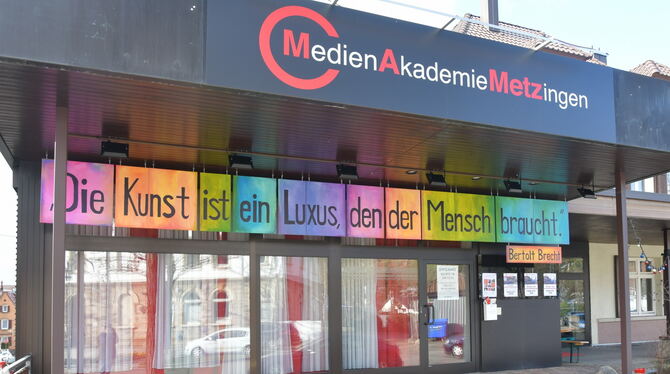 MedienAkademieMetzingen
„Die Kunst ist ein Luxus, den der Mensch braucht."
Bertolt Brecht